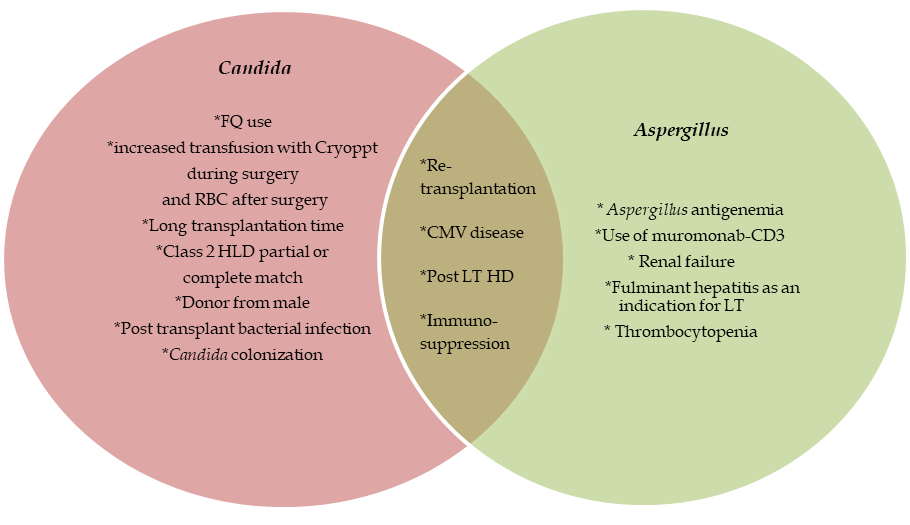 Candida
*FQ use
*increased transfusion with Cryoppt
during surgery
and RBC after surgery
*Long transplantation time
*Class 2 HLD partial or
complete match
*Donor from male
*Post transplant bacterial infection
*Candida colonization
*Re-
transplantation
*CMV disease
*Post LT HD
*Immuno-
suppression
Aspergillus
* Aspergillus antigenemia
*Use of muromonab-CD3
* Renal failure
*Fulminant hepatitis as an
indication for LT
* Thrombocytopenia